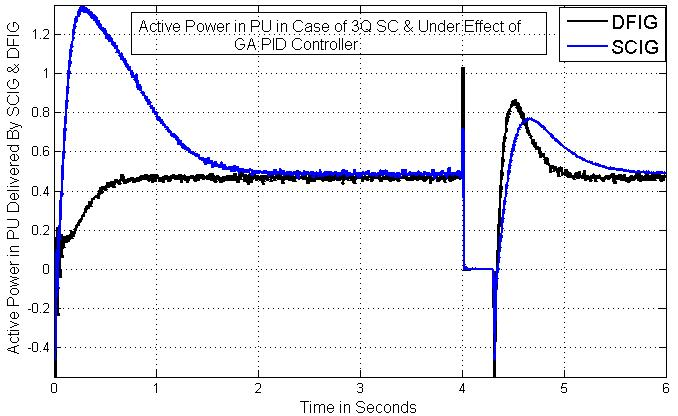 Active Power in PU in Case of 3Q SC & Under Effect of
GA PID Controller
DFIG
SCIG
Active Power in PU Delivered By SCIG & DFIG
1.2
1
0.8
0.6
0.4
0.2
0
-0.2
-0.4
0 1 2 3 4 5 6
Time in Seconds